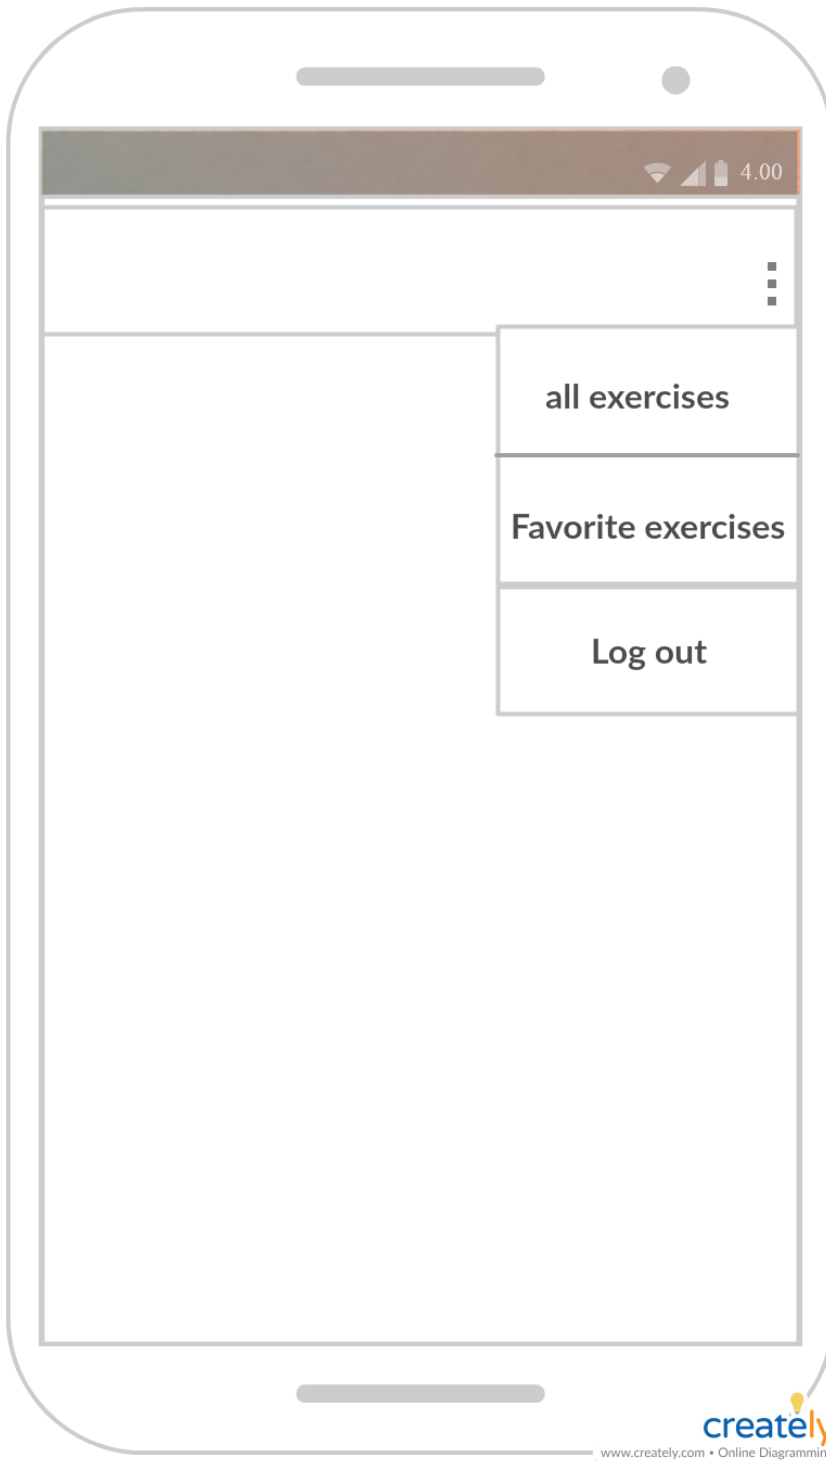 4.00
all exercises
Favorite exercises
Log out
creately
www.creately.com • Online Diagrammin